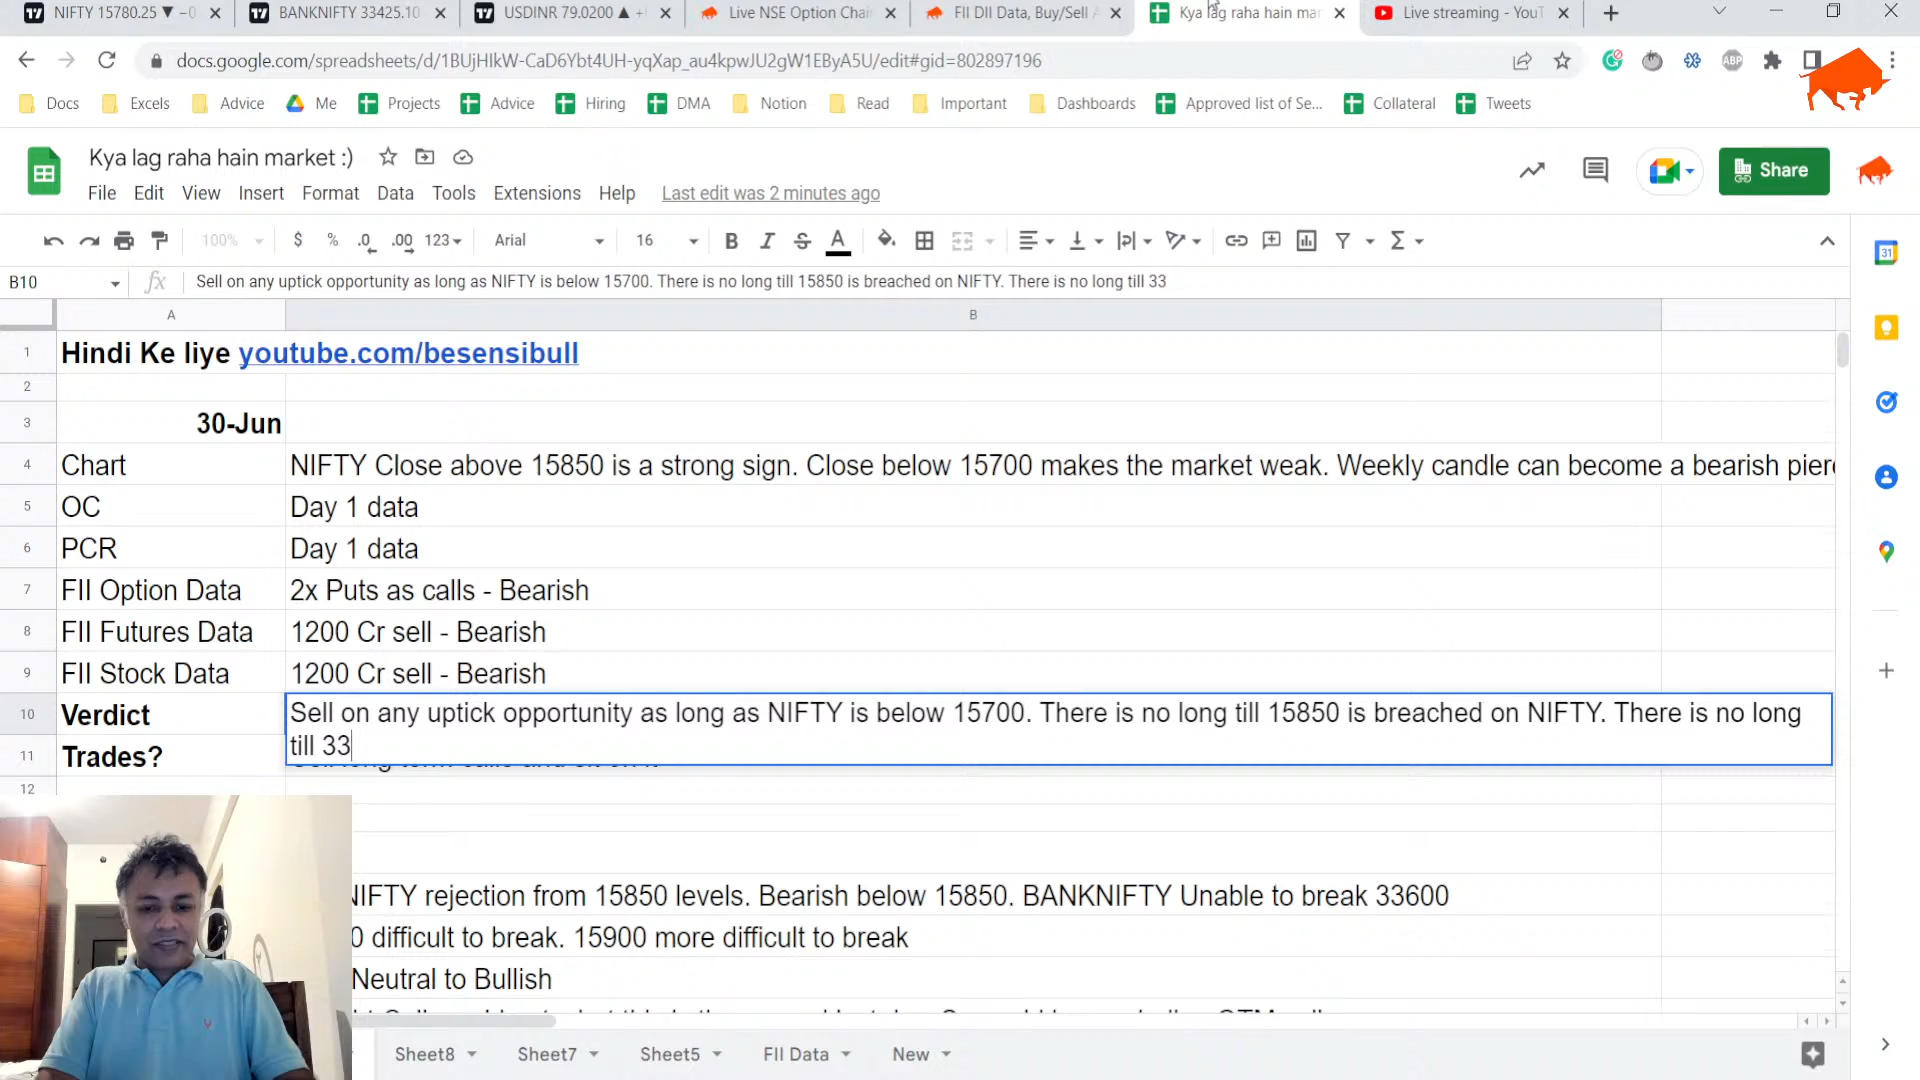 NIFTY 15780.25 ▼ −0
BANKNIFTY 33425.10
USDINR 79.0200 ▲ +
Live NSE Option Chain
FII DII Data, Buy/Sell A
Kya lag raha hain mar
Live streaming - YouT
docs.google.com/spreadsheets/d/1BUjHIkW-CaD6Ybt4UH-yqXap_au4kpwJU2gW1EByA5U/edit#gid=802897196
ABP
Docs Excels Advice Me Projects Advice Hiring DMA Notion Read Important Dashboards Approved list of Se... Collateral Tweets
Kya lag raha hain market :)
File Edit View Insert Format Data Tools Extensions Help Last edit was 2 minutes ago
Share
100% $ % .0 .00 123 Arial 16 B I S A
31
B10 fx Sell on any uptick opportunity as long as NIFTY is below 15700. There is no long till 15850 is breached on NIFTY. There is no long till 33
A B
1 Hindi Ke liye youtube.com/besensibull
2
3 30-Jun
4 Chart NIFTY Close above 15850 is a strong sign. Close below 15700 makes the market weak. Weekly candle can become a bearish pier
5 OC Day 1 data
6 PCR Day 1 data
7 FII Option Data 2x Puts as calls - Bearish
8 FII Futures Data 1200 Cr sell - Bearish
9 FII Stock Data 1200 Cr sell - Bearish
10 Verdict Sell on any uptick opportunity as long as NIFTY is below 15700. There is no long till 15850 is breached on NIFTY. There is no long
till 33
11 Trades?
12
NIFTY rejection from 15850 levels. Bearish below 15850. BANKNIFTY Unable to break 33600
0 difficult to break. 15900 more difficult to break
Neutral to Bullish
Sheet8 Sheet7 Sheet5 FII Data New